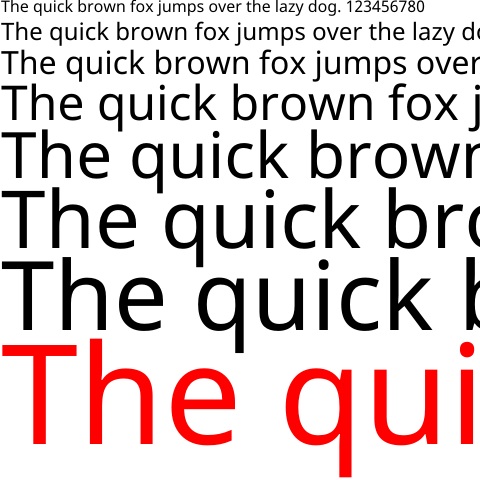 The quick brown fox jumps over the lazy dog. 123456780
The quick brown fox jumps over the lazy do
The quick brown fox jumps over
The quick brown fox j
The quick brown
The quick bro
The quick b
The qui